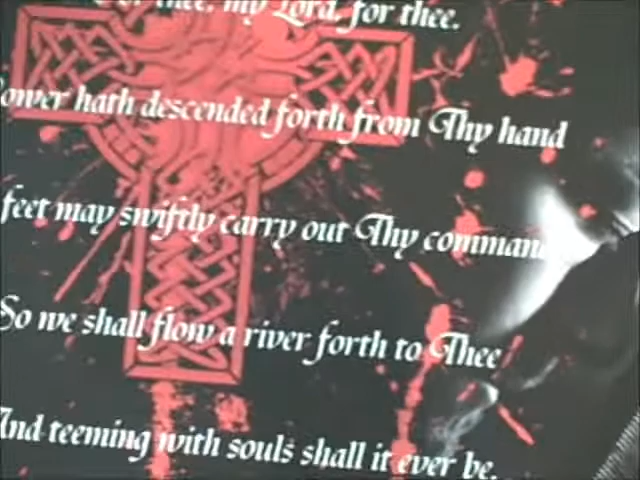 thee, my Lord, for thee.
ower hath descended forth from Thy hand
feet may swiftly carry out Thy comman
So we shall flow a river forth to Thee
And teeming with souls shall it ever be.